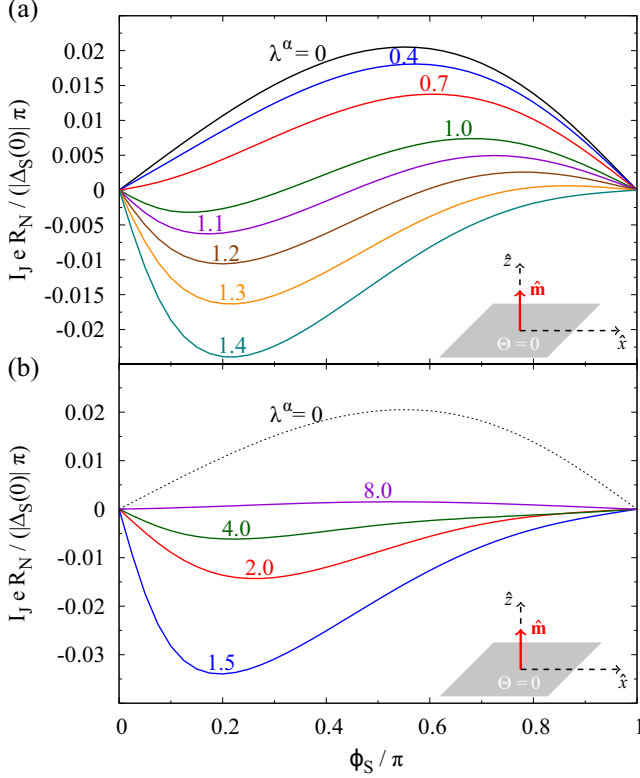 (a)
I_J e R_N / (|Δ_S(0)| π)
0.02
0.015
0.01
0.005
0
-0.005
-0.01
-0.015
-0.02
λ^α = 0
0.4
0.7
1.0
1.1
1.2
1.3
1.4
ẑ
m̂
Θ = 0
x̂
(b)
I_J e R_N / (|Δ_S(0)| π)
0.02
0.01
0
-0.01
-0.02
-0.03
λ^α = 0
8.0
4.0
2.0
1.5
ẑ
m̂
Θ = 0
x̂
0 0.2 0.4 0.6 0.8 1
ϕ_S / π